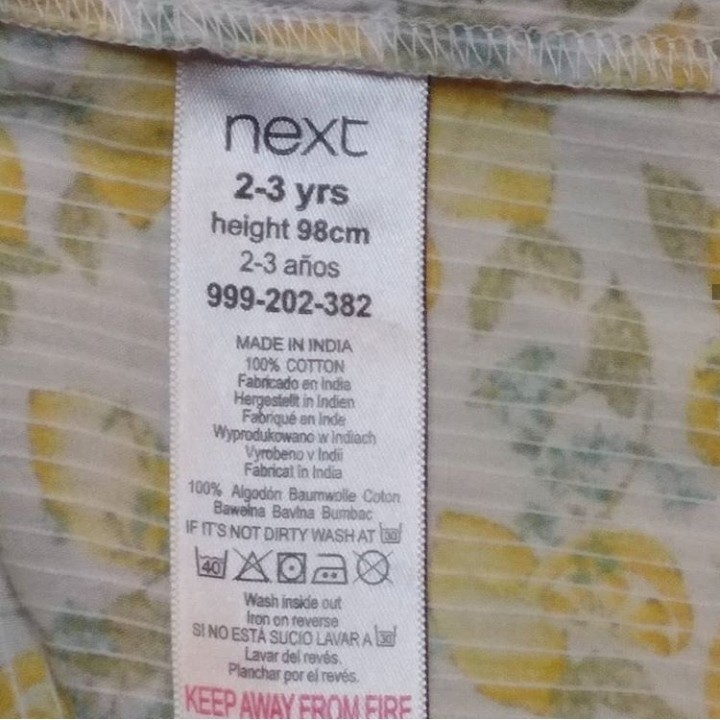 next
2-3 yrs
height 98cm
2-3 años
999-202-382
MADE IN INDIA
100% COTTON
Fabricado en India
Hergestellt in Indien
Fabriqué en Inde
Wyprodukowano w Indiach
Vyrobeno v Indii
Fabricat in India
100% Algodón Baumwolle Coton
Bawełna Bavlna Bumbac
IF IT'S NOT DIRTY WASH AT 30
40
Wash inside out
Iron on reverse
SI NO ESTÁ SUCIO LAVAR A 30
Lavar del revés.
Planchar por el revés.
KEEP AWAY FROM FIRE